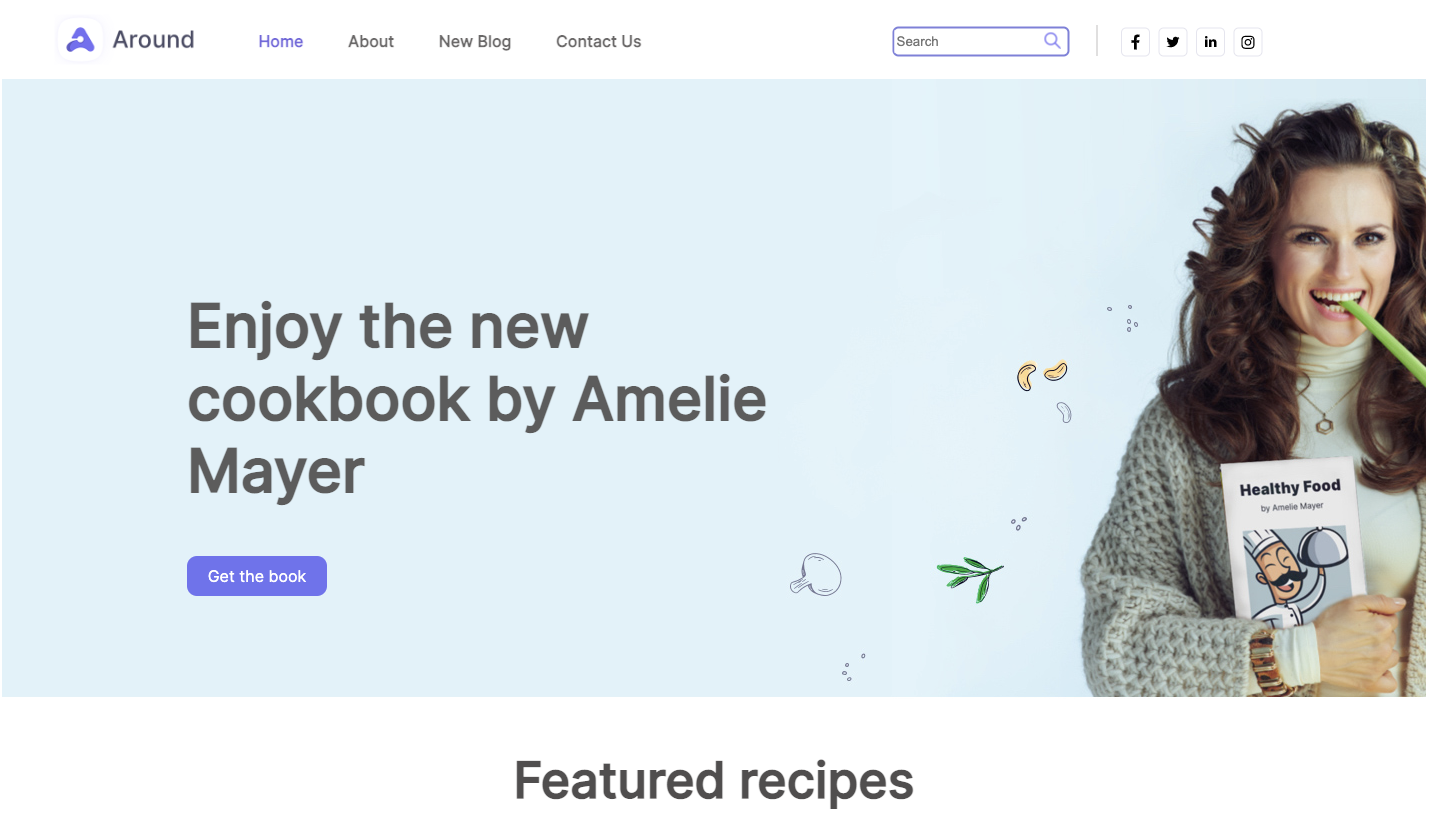 Around
Home
About
New Blog
Contact Us
Search
Enjoy the new
cookbook by Amelie
Mayer
Get the book
Healthy Food
by Amelie Mayer
Featured recipes